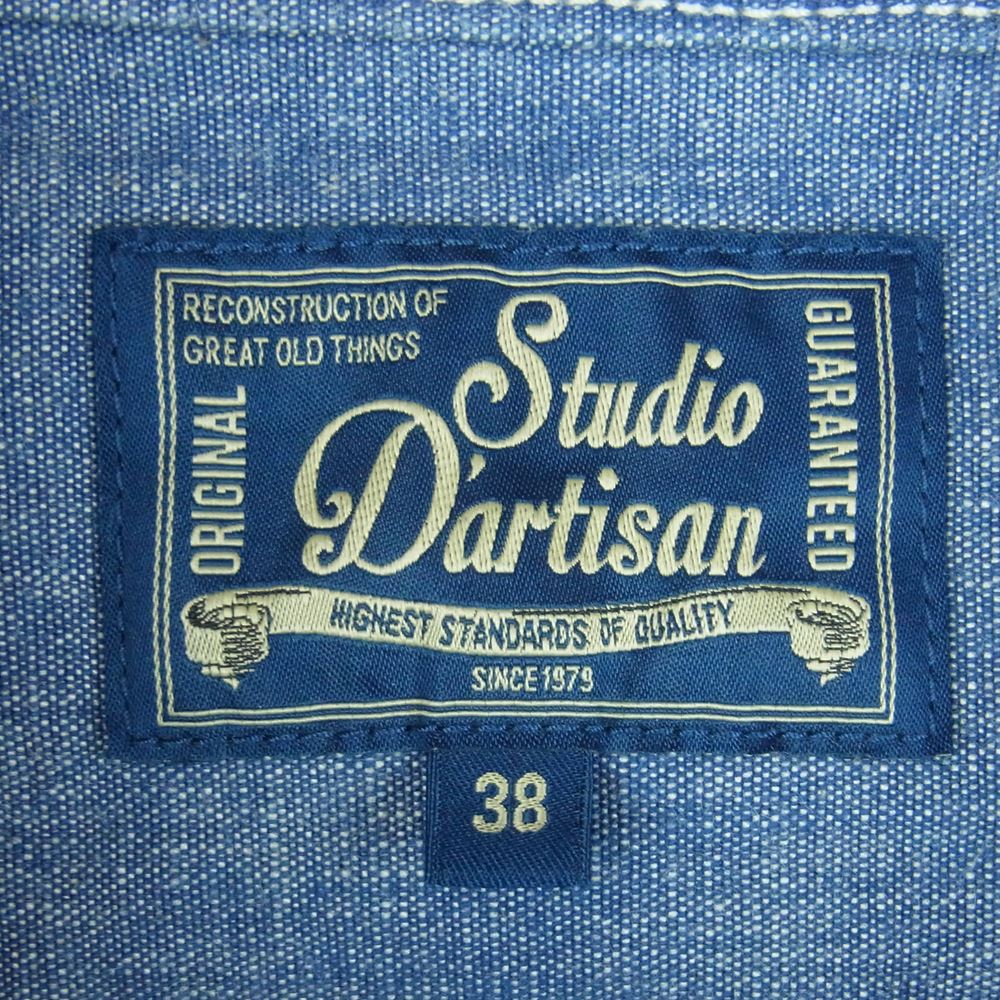 RECONSTRUCTION OF
GREAT OLD THINGS
ORIGINAL
Studio
D'artisan
GUARANTEED
HIGHEST STANDARDS OF QUALITY
SINCE 1979
38